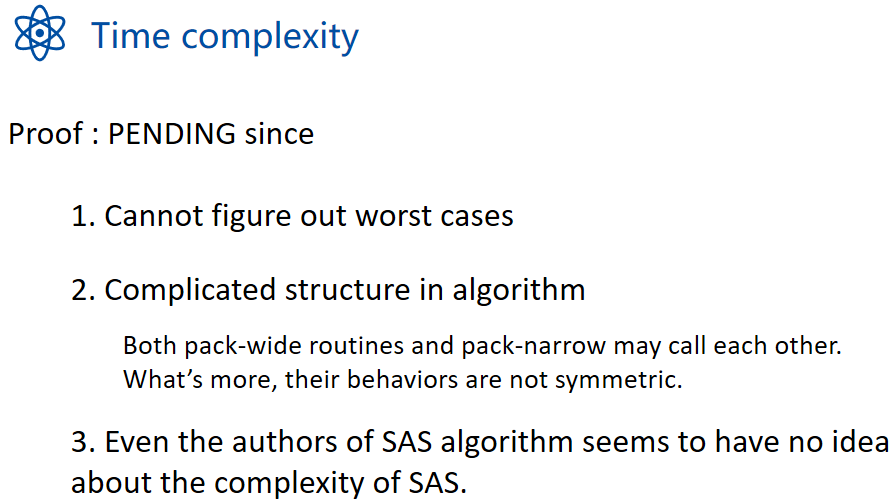 Time complexity
Proof : PENDING since
1. Cannot figure out worst cases
2. Complicated structure in algorithm
Both pack-wide routines and pack-narrow may call each other.
What’s more, their behaviors are not symmetric.
3. Even the authors of SAS algorithm seems to have no idea
about the complexity of SAS.